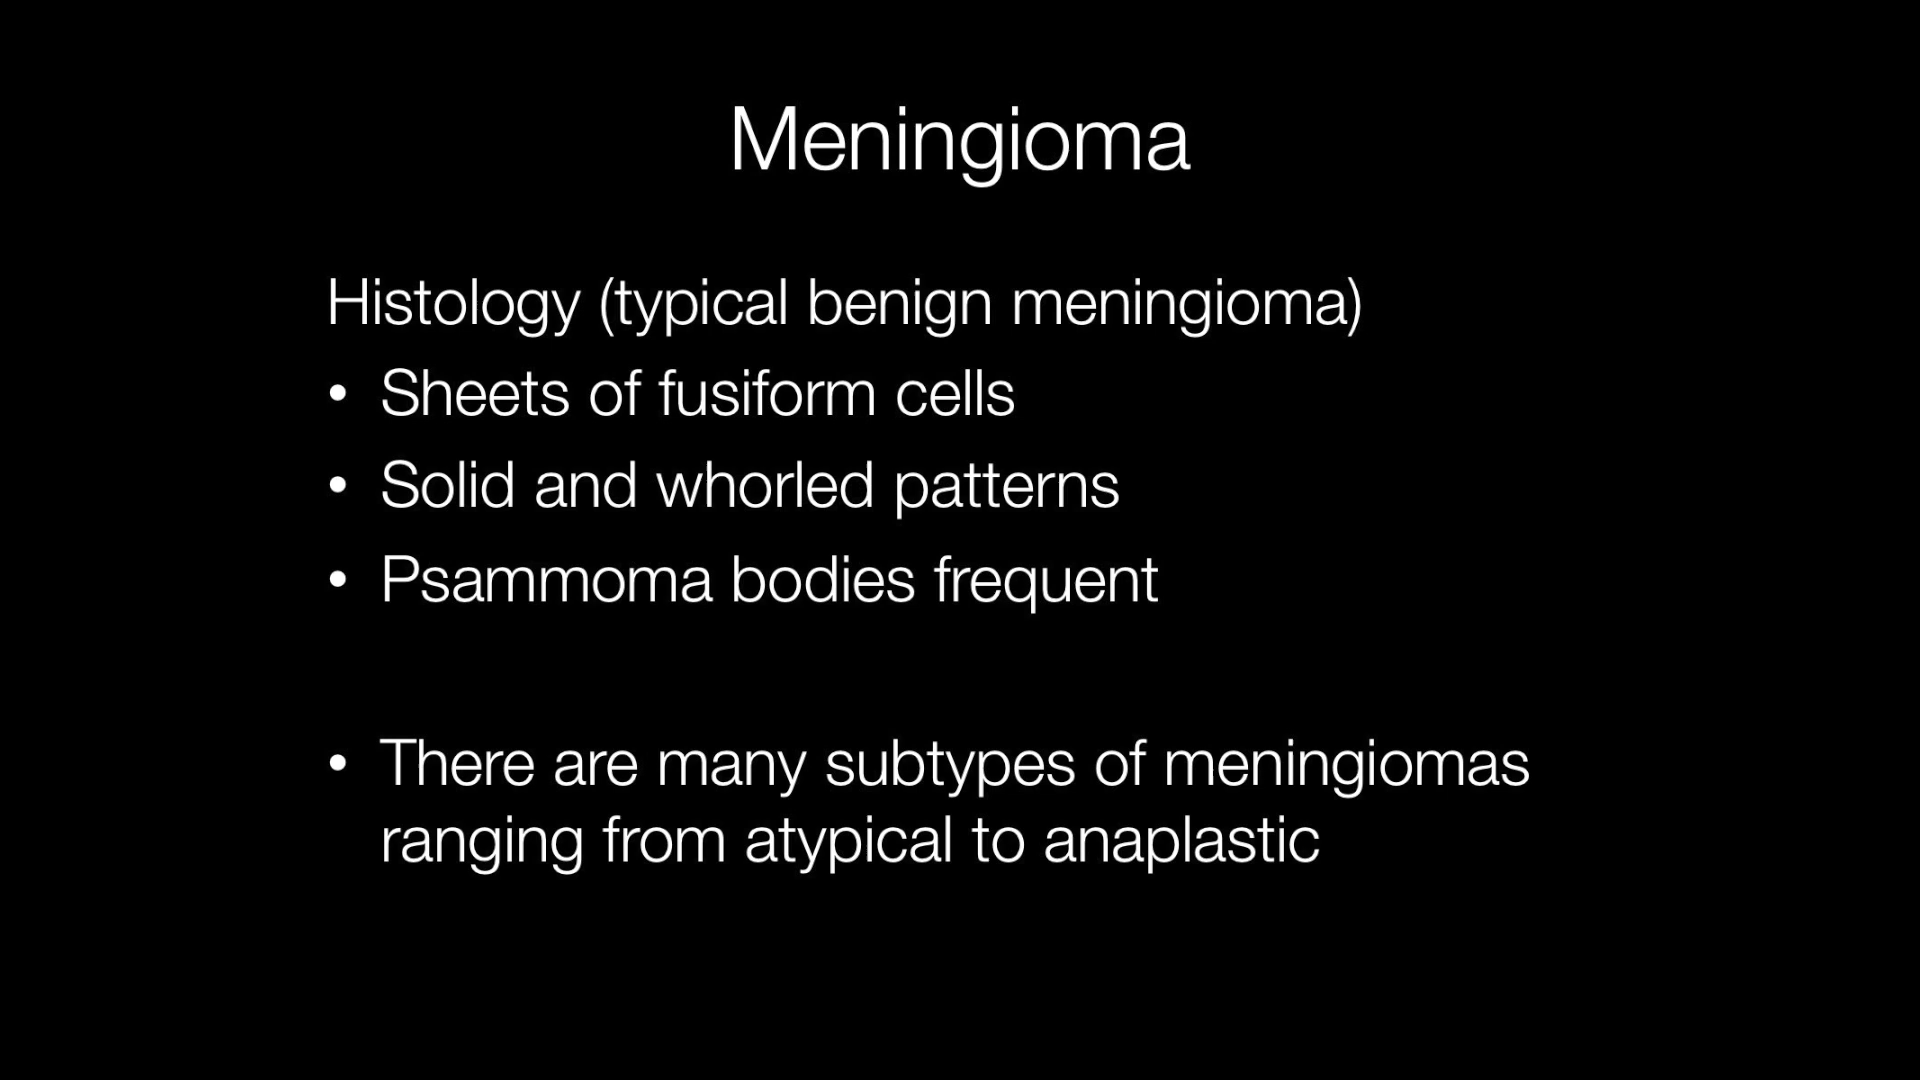 Meningioma
Histology (typical benign meningioma)
• Sheets of fusiform cells
• Solid and whorled patterns
• Psammoma bodies frequent
• There are many subtypes of meningiomas
ranging from atypical to anaplastic